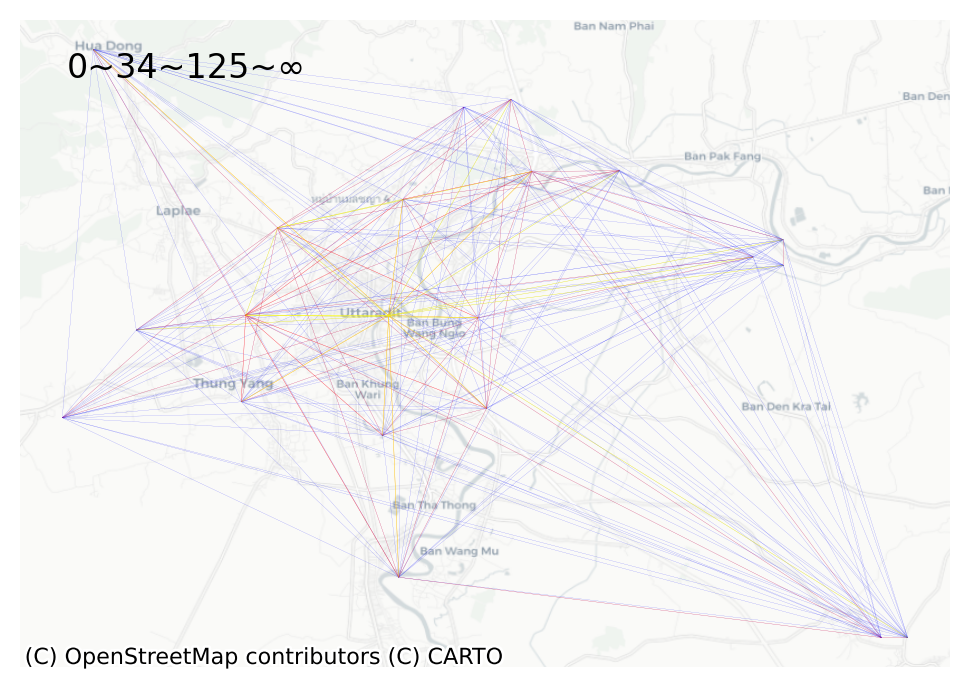 Ban Nam Phai
Hua Dong
0~34~125~∞
Ban Den
Ban Pak Fang
Laplae
Uttaradit
Ban Bung
Wang Ngio
Thung Yang
Ban Khung
Wari
Ban Den Kra Tai
Ban Tha Thong
Ban Wang Mu
(C) OpenStreetMap contributors (C) CARTO